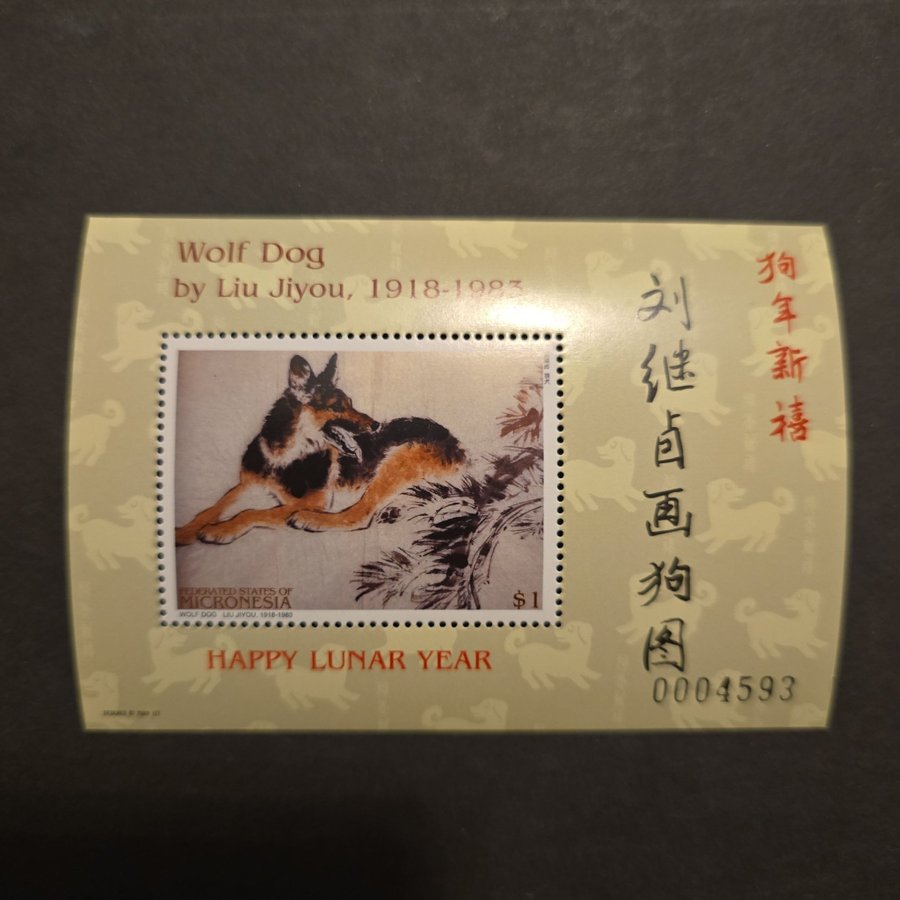 Wolf Dog
by Liu Jiyou, 1918-1983
狗年新禧
刘继卣画狗图
FEDERATED STATES OF
MICRONESIA
$1
WOLF DOG LIU JIYOU, 1918-1983
HAPPY LUNAR YEAR
0004593